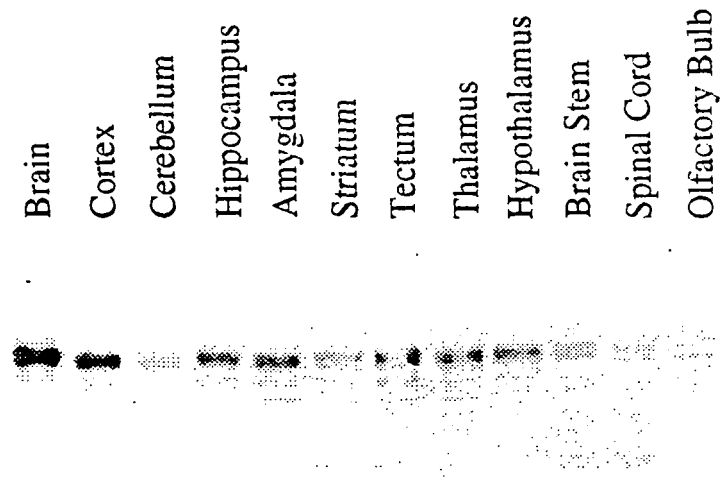 Brain
Cortex
Cerebellum
Hippocampus
Amygdala
Striatum
Tectum
Thalamus
Hypothalamus
Brain Stem
Spinal Cord
Olfactory Bulb